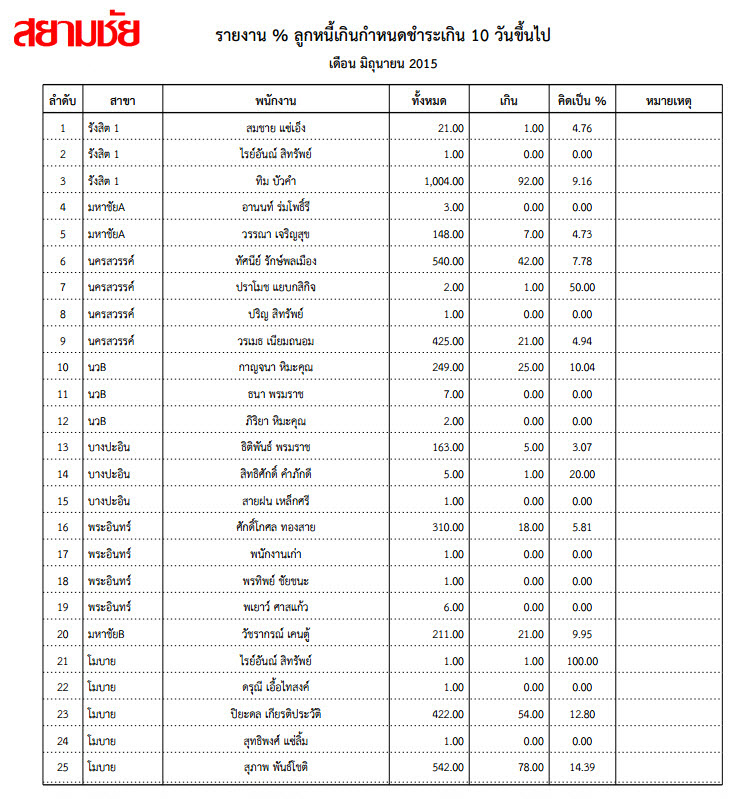 สยามชัย
รายงาน % ลูกหนี้เกินกำหนดชำระเกิน 10 วันขึ้นไป
เดือน มิถุนายน 2015
ลำดับ สาขา พนักงาน ทั้งหมด เกิน คิดเป็น % หมายเหตุ
1 รังสิต 1 สมชาย แซ่เอ็ง 21.00 1.00 4.76
2 รังสิต 1 ไรย์อันณ์ สิทรัพย์ 1.00 0.00 0.00
3 รังสิต 1 ทิม บัวคำ 1,004.00 92.00 9.16
4 มหาชัยA อานนท์ ร่มโพธิ์รี 3.00 0.00 0.00
5 มหาชัยA วรรณา เจริญสุข 148.00 7.00 4.73
6 นครสวรรค์ ทัศนีย์ รักษ์พลเมือง 540.00 42.00 7.78
7 นครสวรรค์ ปราโมช แยบกสิกิจ 2.00 1.00 50.00
8 นครสวรรค์ ปริญ สิทรัพย์ 1.00 0.00 0.00
9 นครสวรรค์ วรเมธ เนียมถนอม 425.00 21.00 4.94
10 นวB กาญจนา หิมะคุณ 249.00 25.00 10.04
11 นวB ธนา พรมราช 7.00 0.00 0.00
12 นวB ภิริยา หิมะคุณ 2.00 0.00 0.00
13 บางปะอิน ธิติพันธ์ พรมราช 163.00 5.00 3.07
14 บางปะอิน สิทธิศักดิ์ คำภักดี 5.00 1.00 20.00
15 บางปะอิน สายฝน เหล็กศรี 1.00 0.00 0.00
16 พระอินทร์ ศักดิ์โกศล ทองสาย 310.00 18.00 5.81
17 พระอินทร์ พนักงานเก่า 1.00 0.00 0.00
18 พระอินทร์ พรทิพย์ ชัยชนะ 1.00 0.00 0.00
19 พระอินทร์ พเยาว์ ศาสแก้ว 6.00 0.00 0.00
20 มหาชัยB วัชรากรณ์ เคนตู้ 211.00 21.00 9.95
21 โมบาย ไรย์อันณ์ สิทรัพย์ 1.00 1.00 100.00
22 โมบาย ดรุณี เอื้อไทสงค์ 1.00 0.00 0.00
23 โมบาย ปิยะดล เกียรติประวัติ 422.00 54.00 12.80
24 โมบาย สุทธิพงศ์ แซ่ลิ้ม 1.00 0.00 0.00
25 โมบาย สุภาพ พันธ์โชติ 542.00 78.00 14.39